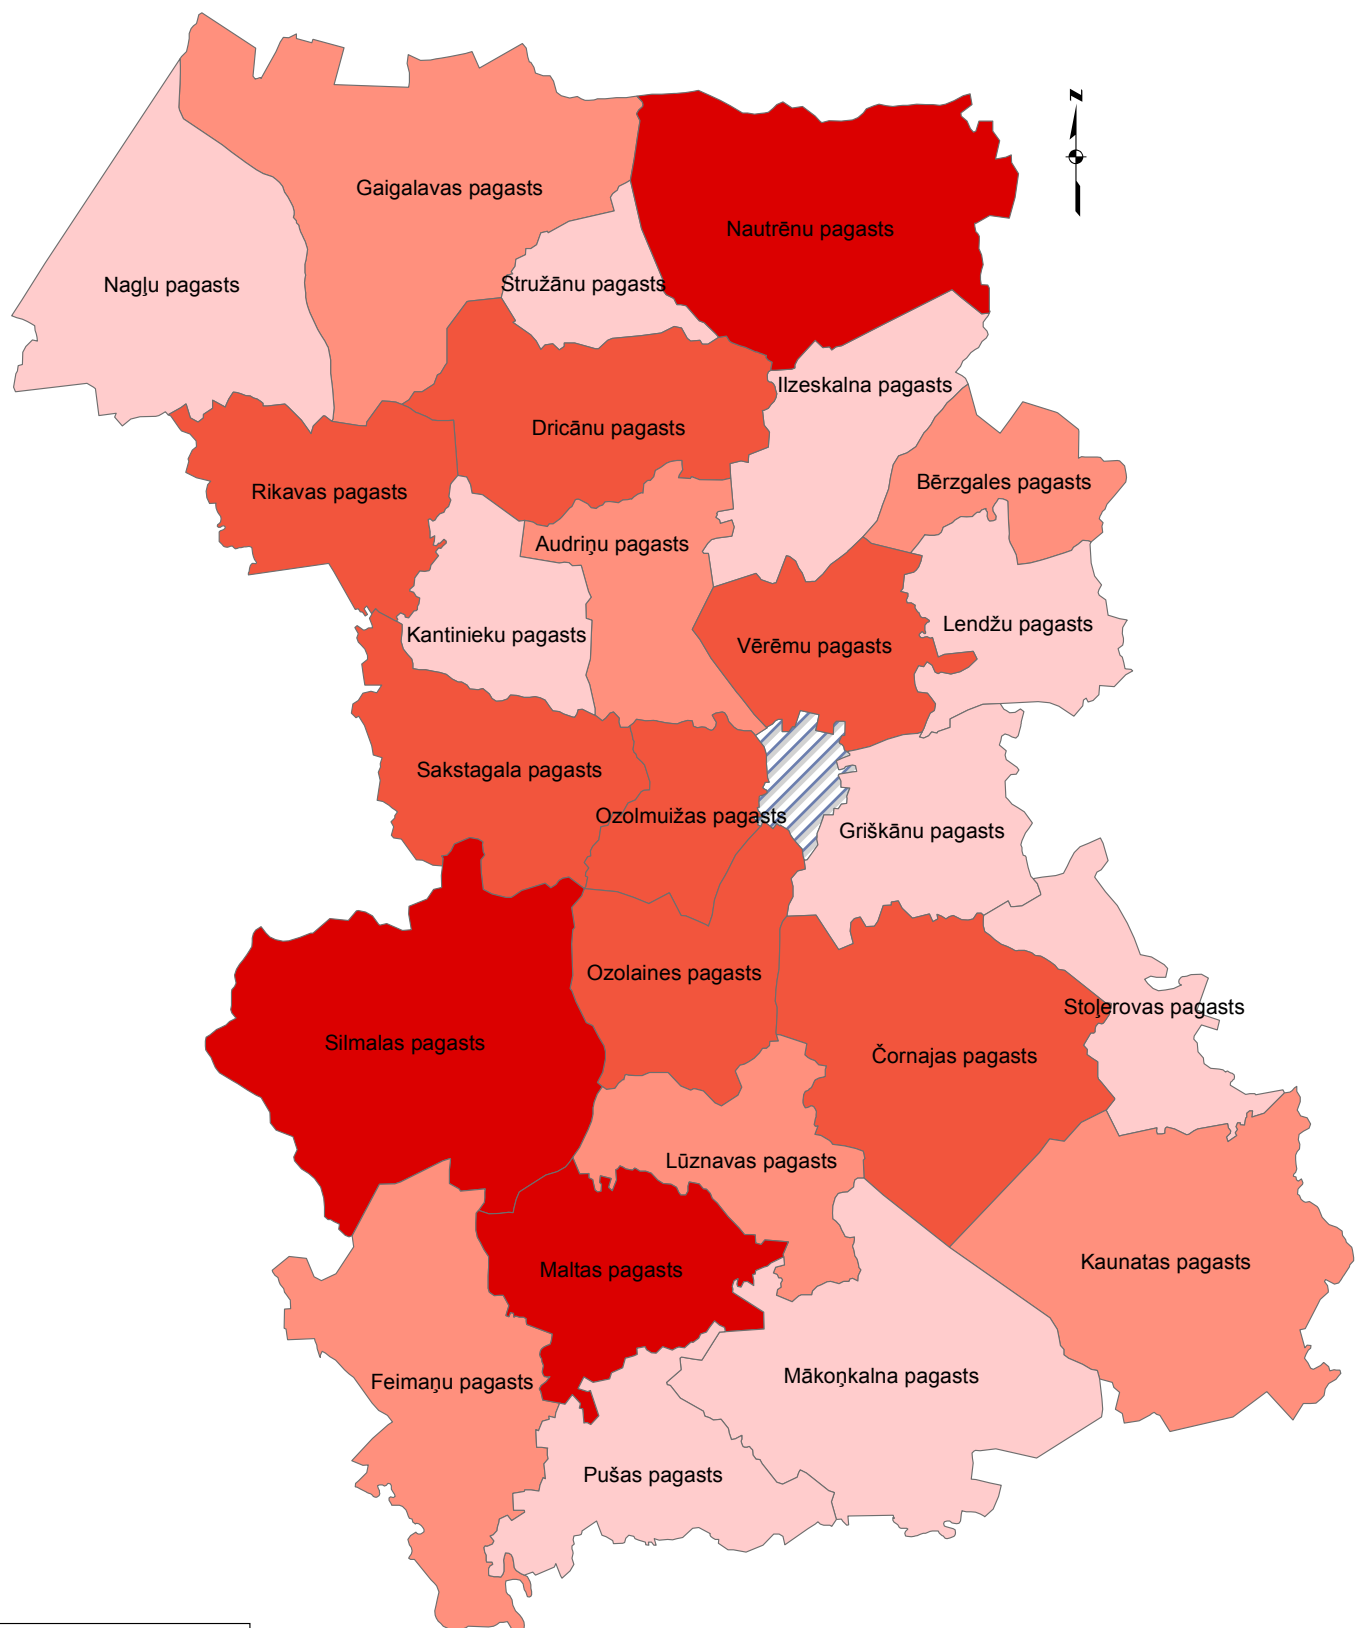 Z
Gaigalavas pagasts
Nautrēnu pagasts
Nagļu pagasts
Stružānu pagasts
Ilzeskalna pagasts
Dricānu pagasts
Bērzgales pagasts
Rikavas pagasts
Audriņu pagasts
Lendžu pagasts
Kantinieku pagasts
Vērēmu pagasts
Sakstagala pagasts
Ozolmuižas pagasts
Griškānu pagasts
Ozolaines pagasts
Stoļerovas pagasts
Silmalas pagasts
Čornajas pagasts
Lūznavas pagasts
Kaunatas pagasts
Maltas pagasts
Mākoņkalna pagasts
Feimaņu pagasts
Pušas pagasts